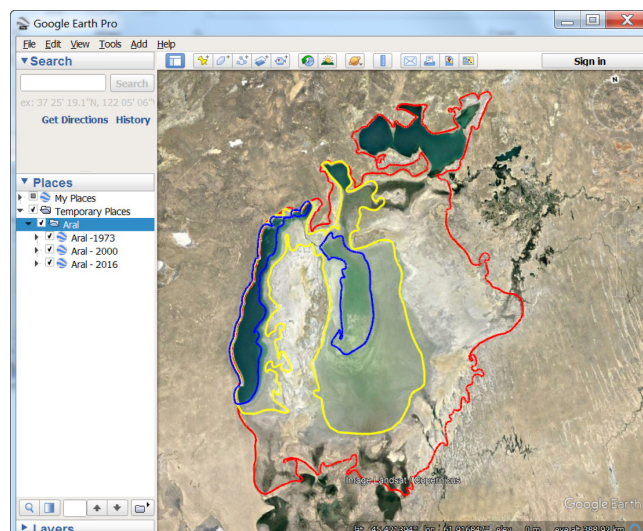 Google Earth Pro
File Edit View Tools Add Help
Search
Sign in
N
Search
ex: 37 25' 19.1"N, 122 05' 06"
Get Directions History
Places
My Places
Temporary Places
Aral
Aral -1973
Aral - 2000
Aral - 2016
Image Landsat / Copernicus
Google Earth
Layers